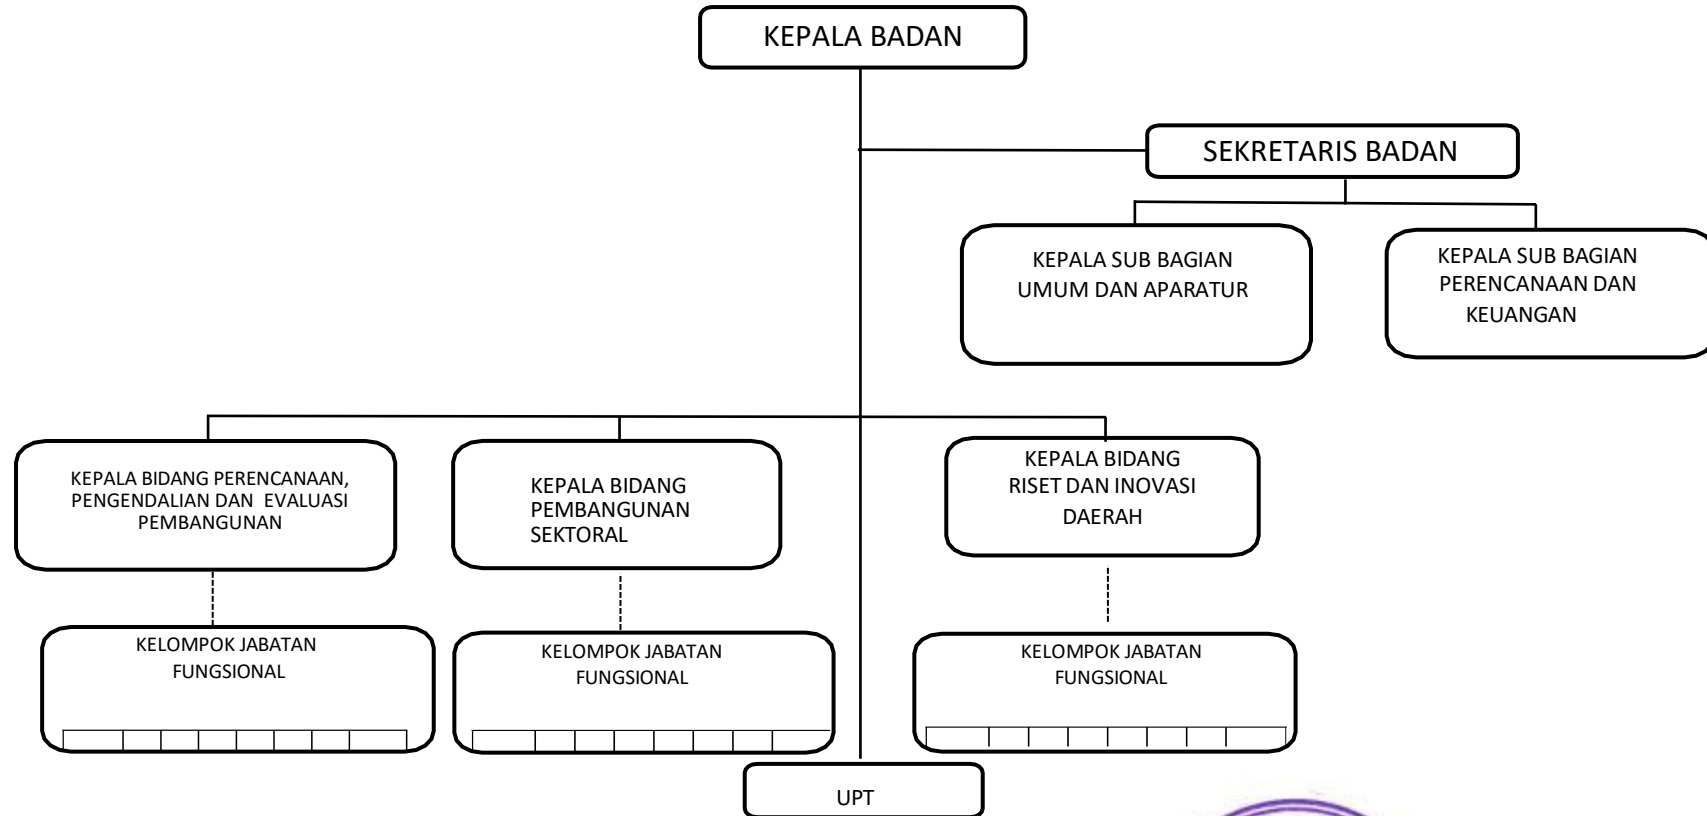 KEPALA BADAN
SEKRETARIS BADAN
KEPALA SUB BAGIAN
UMUM DAN APARATUR
KEPALA SUB BAGIAN
PERENCANAAN DAN
KEUANGAN
KEPALA BIDANG PERENCANAAN,
PENGENDALIAN DAN EVALUASI
PEMBANGUNAN
KEPALA BIDANG
PEMBANGUNAN
SEKTORAL
KEPALA BIDANG
RISET DAN INOVASI
DAERAH
KELOMPOK JABATAN
FUNGSIONAL
KELOMPOK JABATAN
FUNGSIONAL
KELOMPOK JABATAN
FUNGSIONAL
UPT